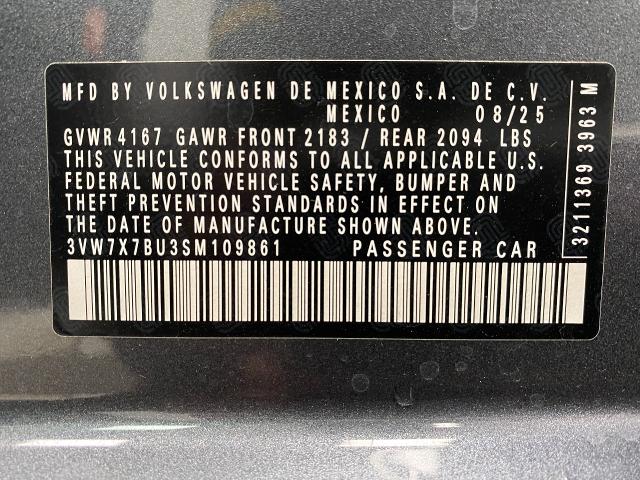 MFD BY VOLKSWAGEN DE MEXICO S.A. DE C.V.
MEXICO 08/25
GVWR 4167 GAWR FRONT 2183 / REAR 2094 LBS
THIS VEHICLE CONFORMS TO ALL APPLICABLE U.S.
FEDERAL MOTOR VEHICLE SAFETY, BUMPER AND
THEFT PREVENTION STANDARDS IN EFFECT ON
THE DATE OF MANUFACTURE SHOWN ABOVE.
3VW7X7BU3SM109861 PASSENGER CAR
3211369 3963 M